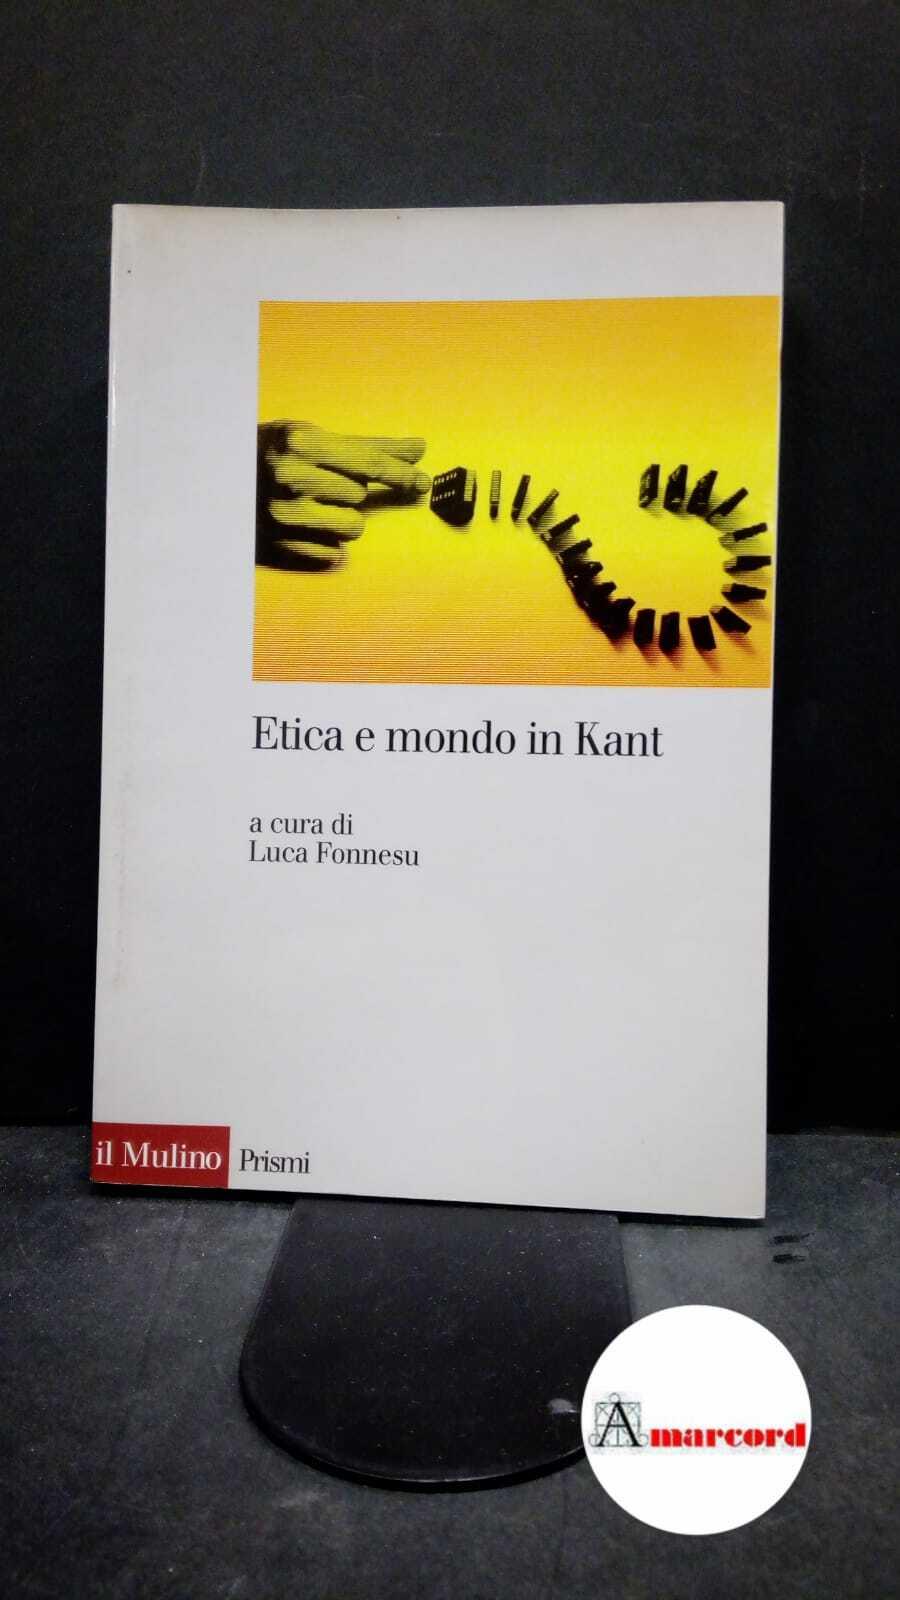 Etica e mondo in Kant
a cura di
Luca Fonnesu
il Mulino Prismi
Amarcord